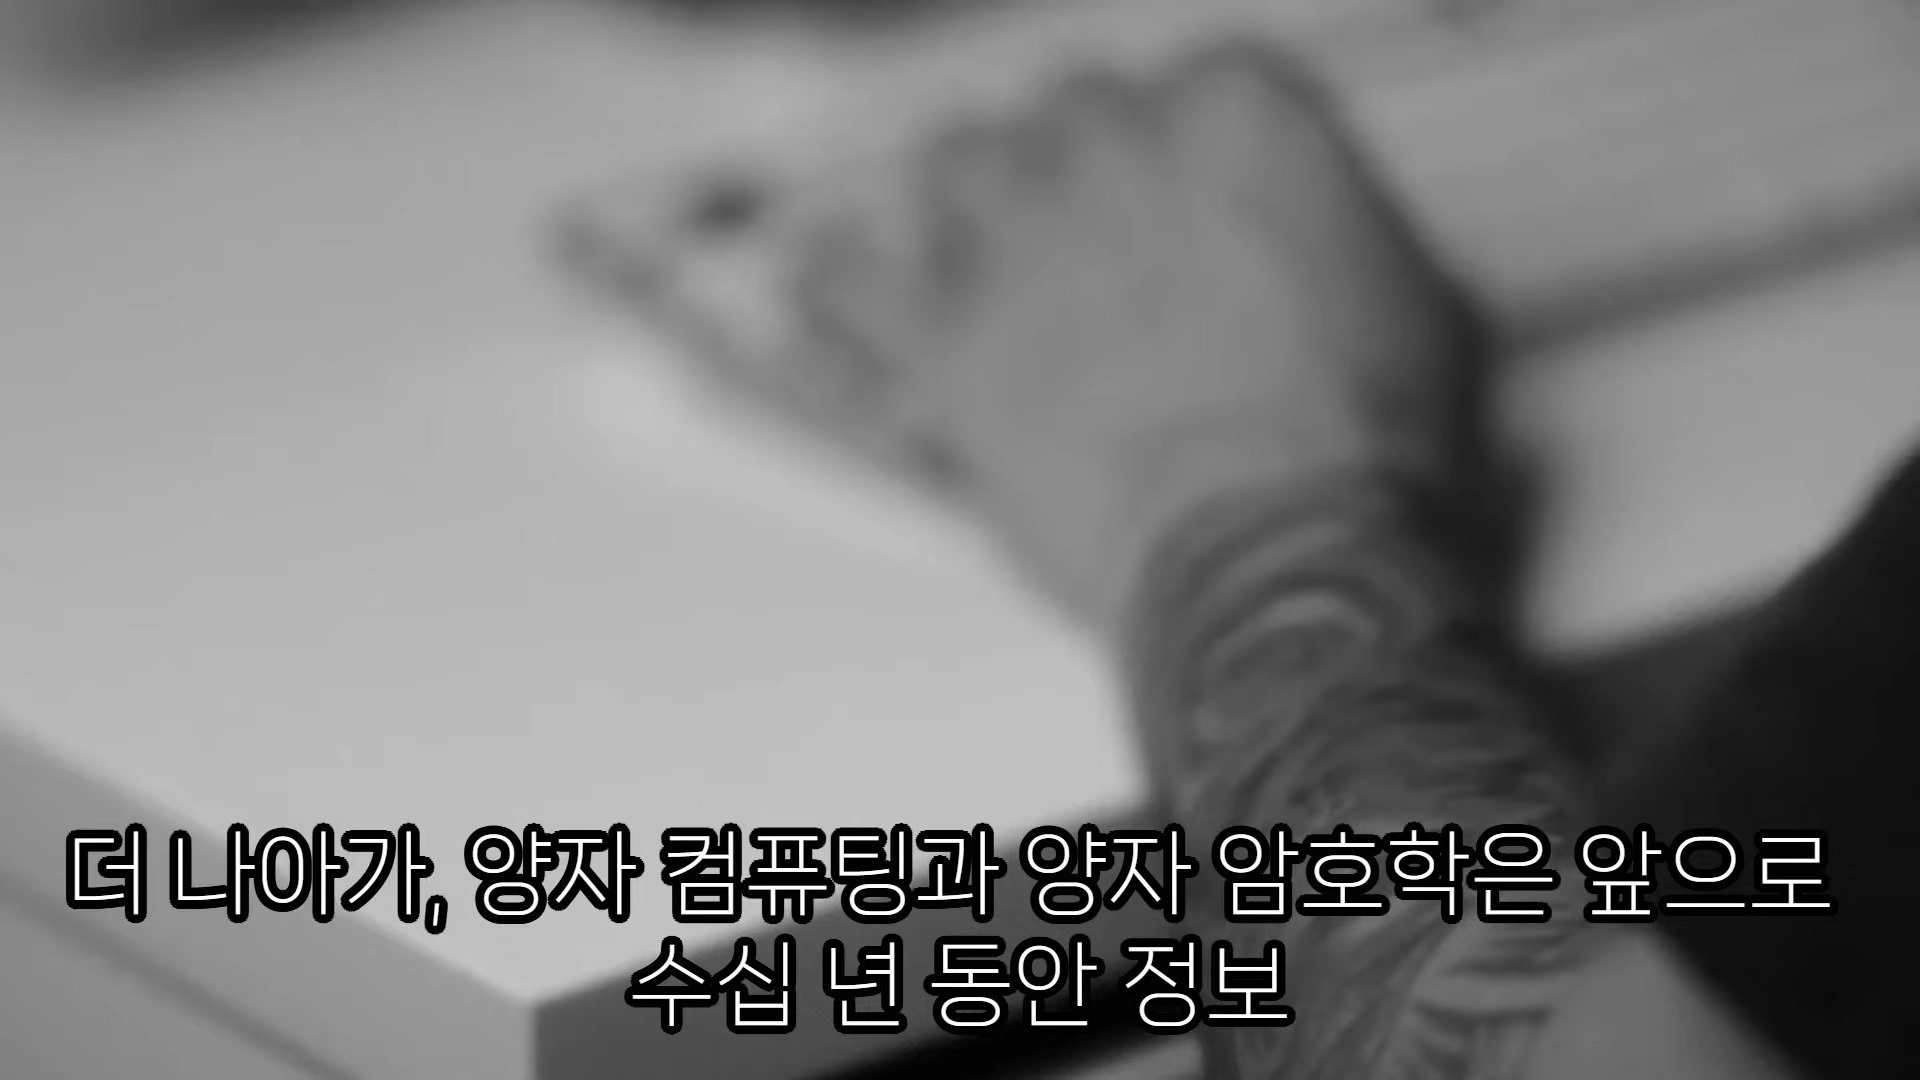 더 나아가, 양자 컴퓨팅과 양자 암호학은 앞으로
수십 년 동안 정보